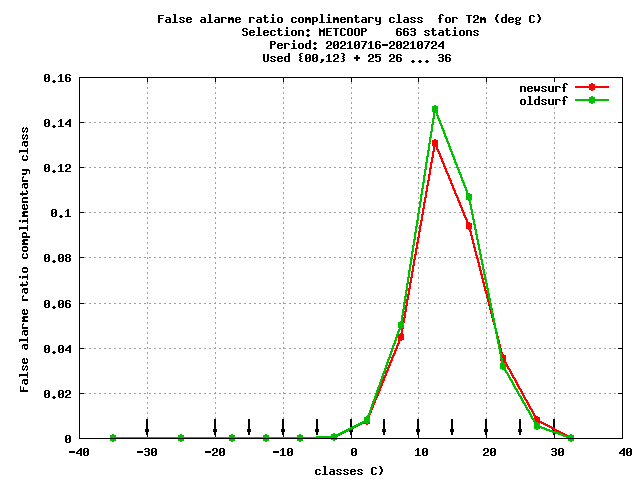 False alarme ratio complimentary class  for T2m (deg C)
Selection: METCOOP    663 stations
Period: 20210716-20210724
Used {00,12} + 25 26 ... 36
newsurf
oldsurf
False alarme ratio complimentary class
0.16
0.14
0.12
0.1
0.08
0.06
0.04
0.02
0
-40 -30 -20 -10 0 10 20 30 40
classes C)